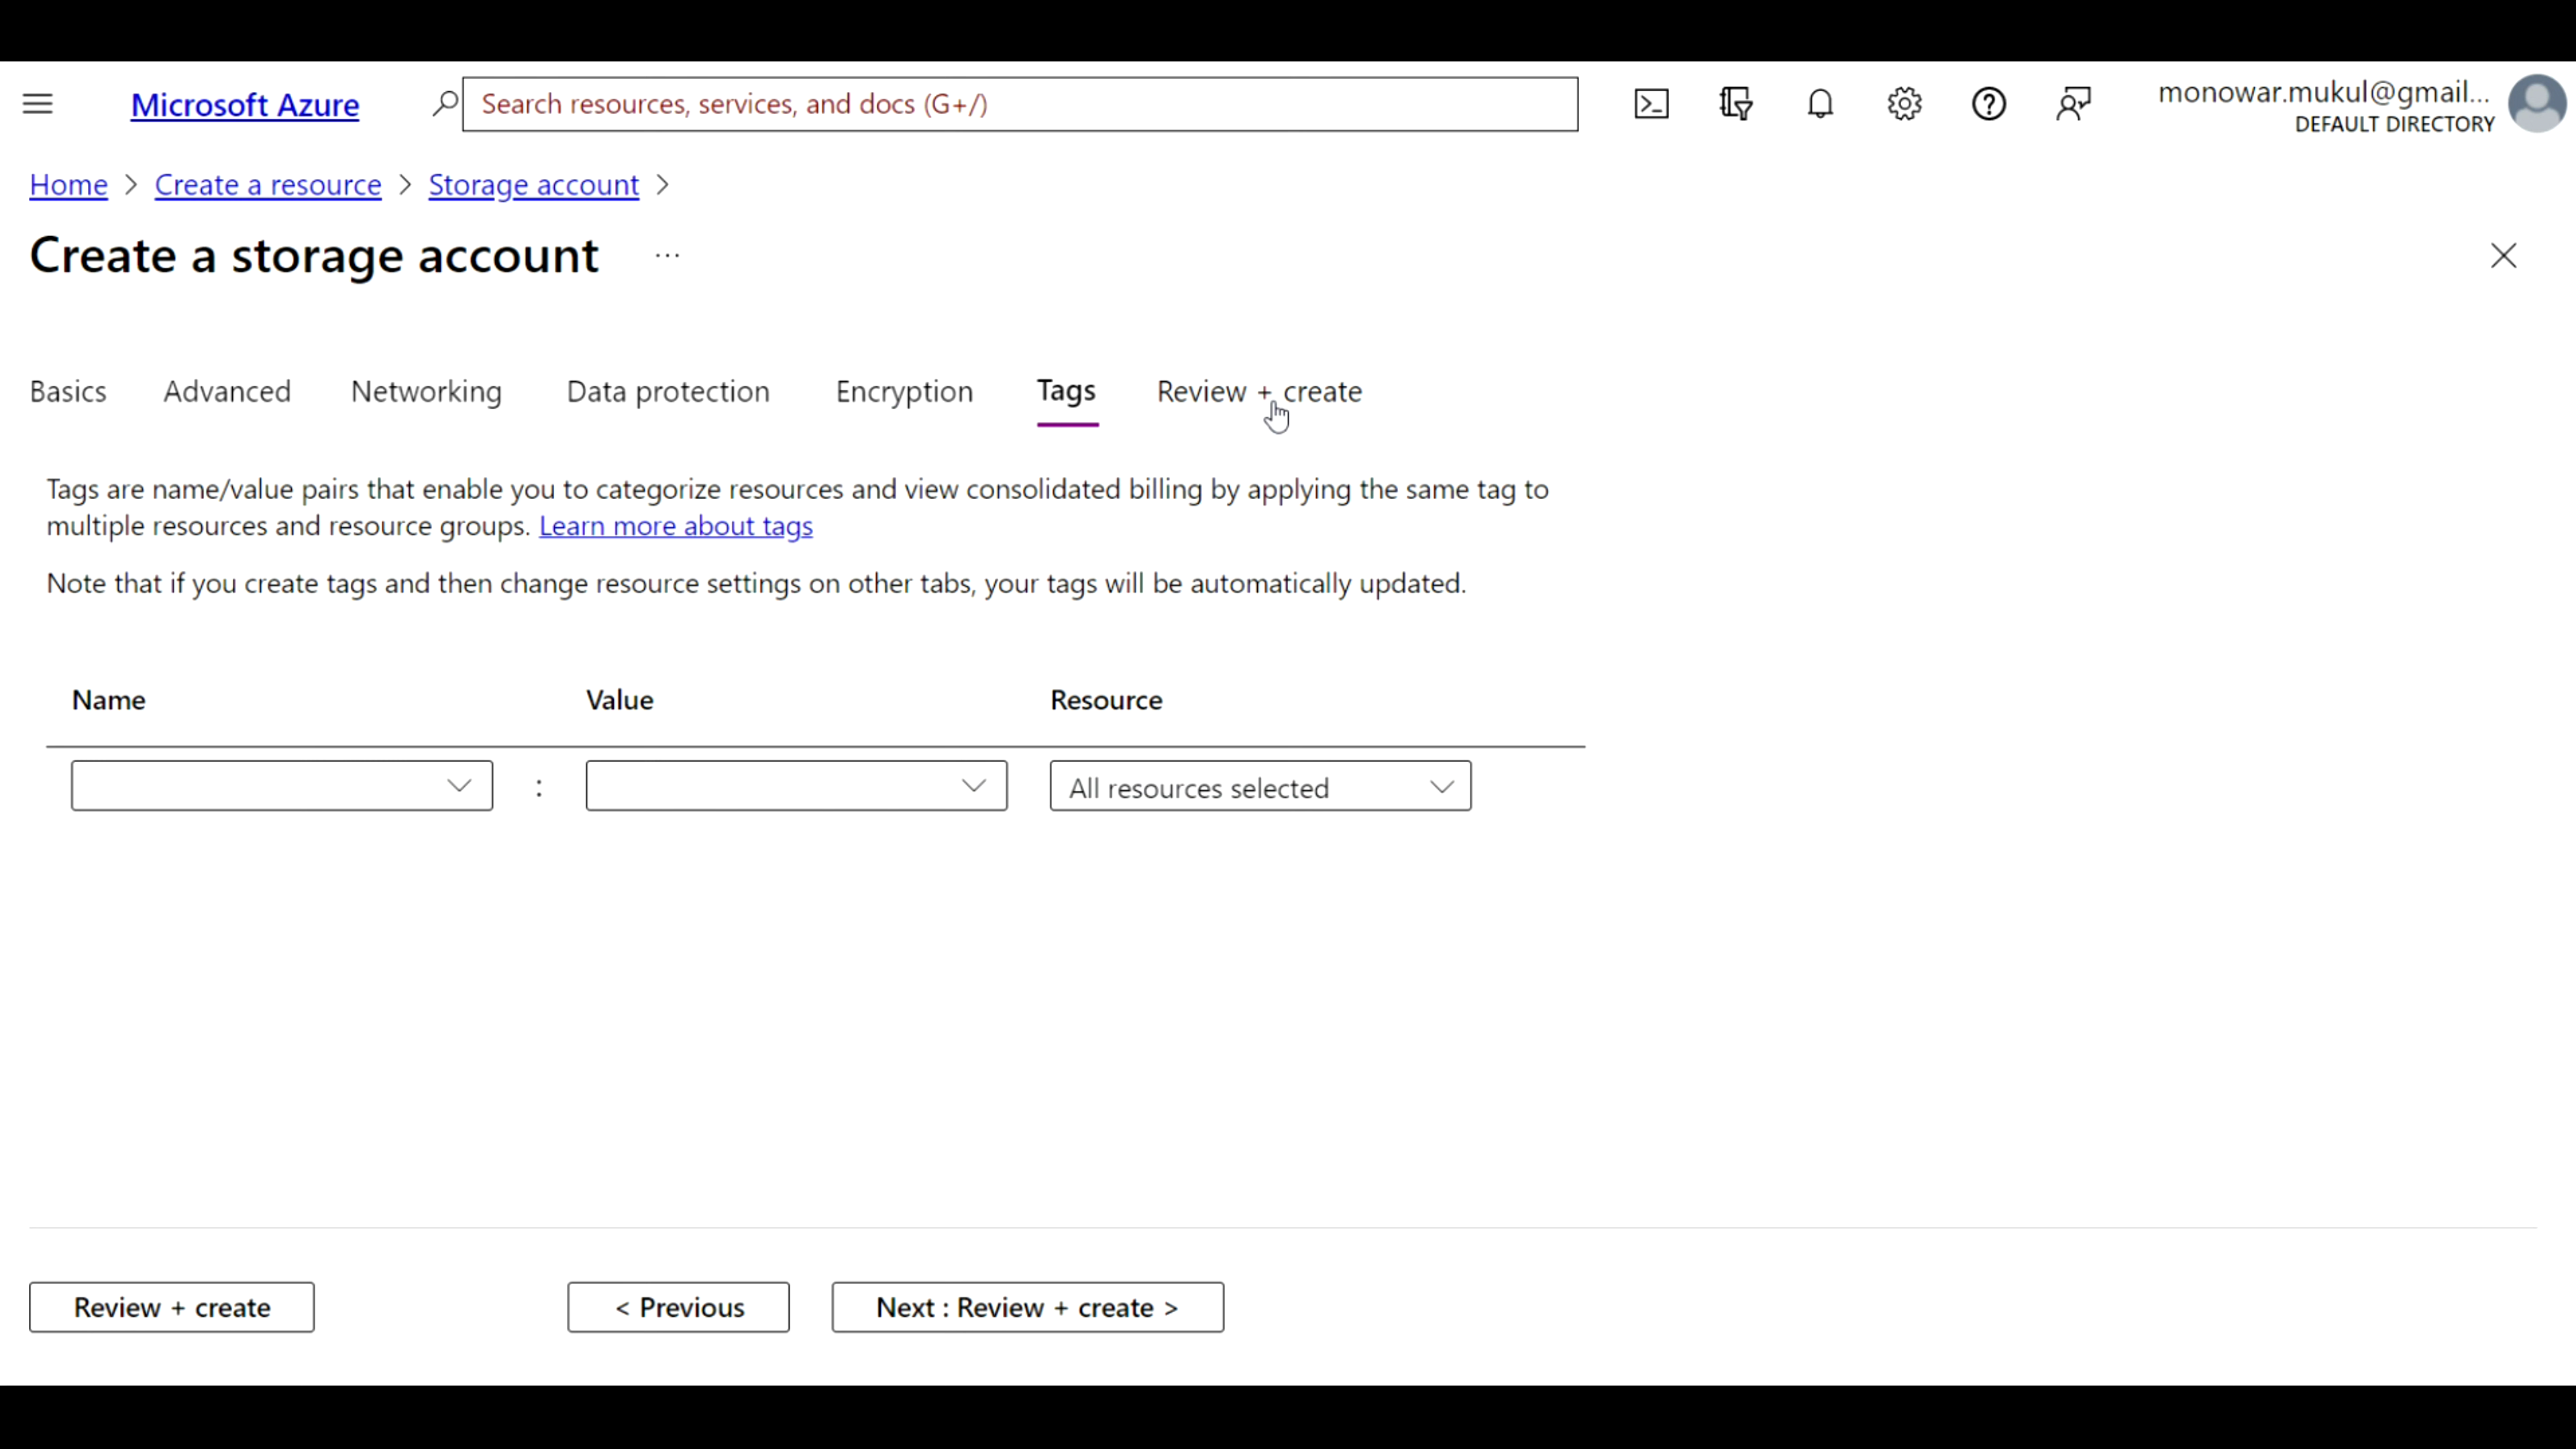 Microsoft Azure
Search resources, services, and docs (G+/)
monowar.mukul@gmail...
DEFAULT DIRECTORY
Home > Create a resource > Storage account >
Create a storage account ...
Basics Advanced Networking Data protection Encryption Tags Review + create
Tags are name/value pairs that enable you to categorize resources and view consolidated billing by applying the same tag to
multiple resources and resource groups. Learn more about tags
Note that if you create tags and then change resource settings on other tabs, your tags will be automatically updated.
Name Value Resource
: All resources selected
Review + create < Previous Next : Review + create >